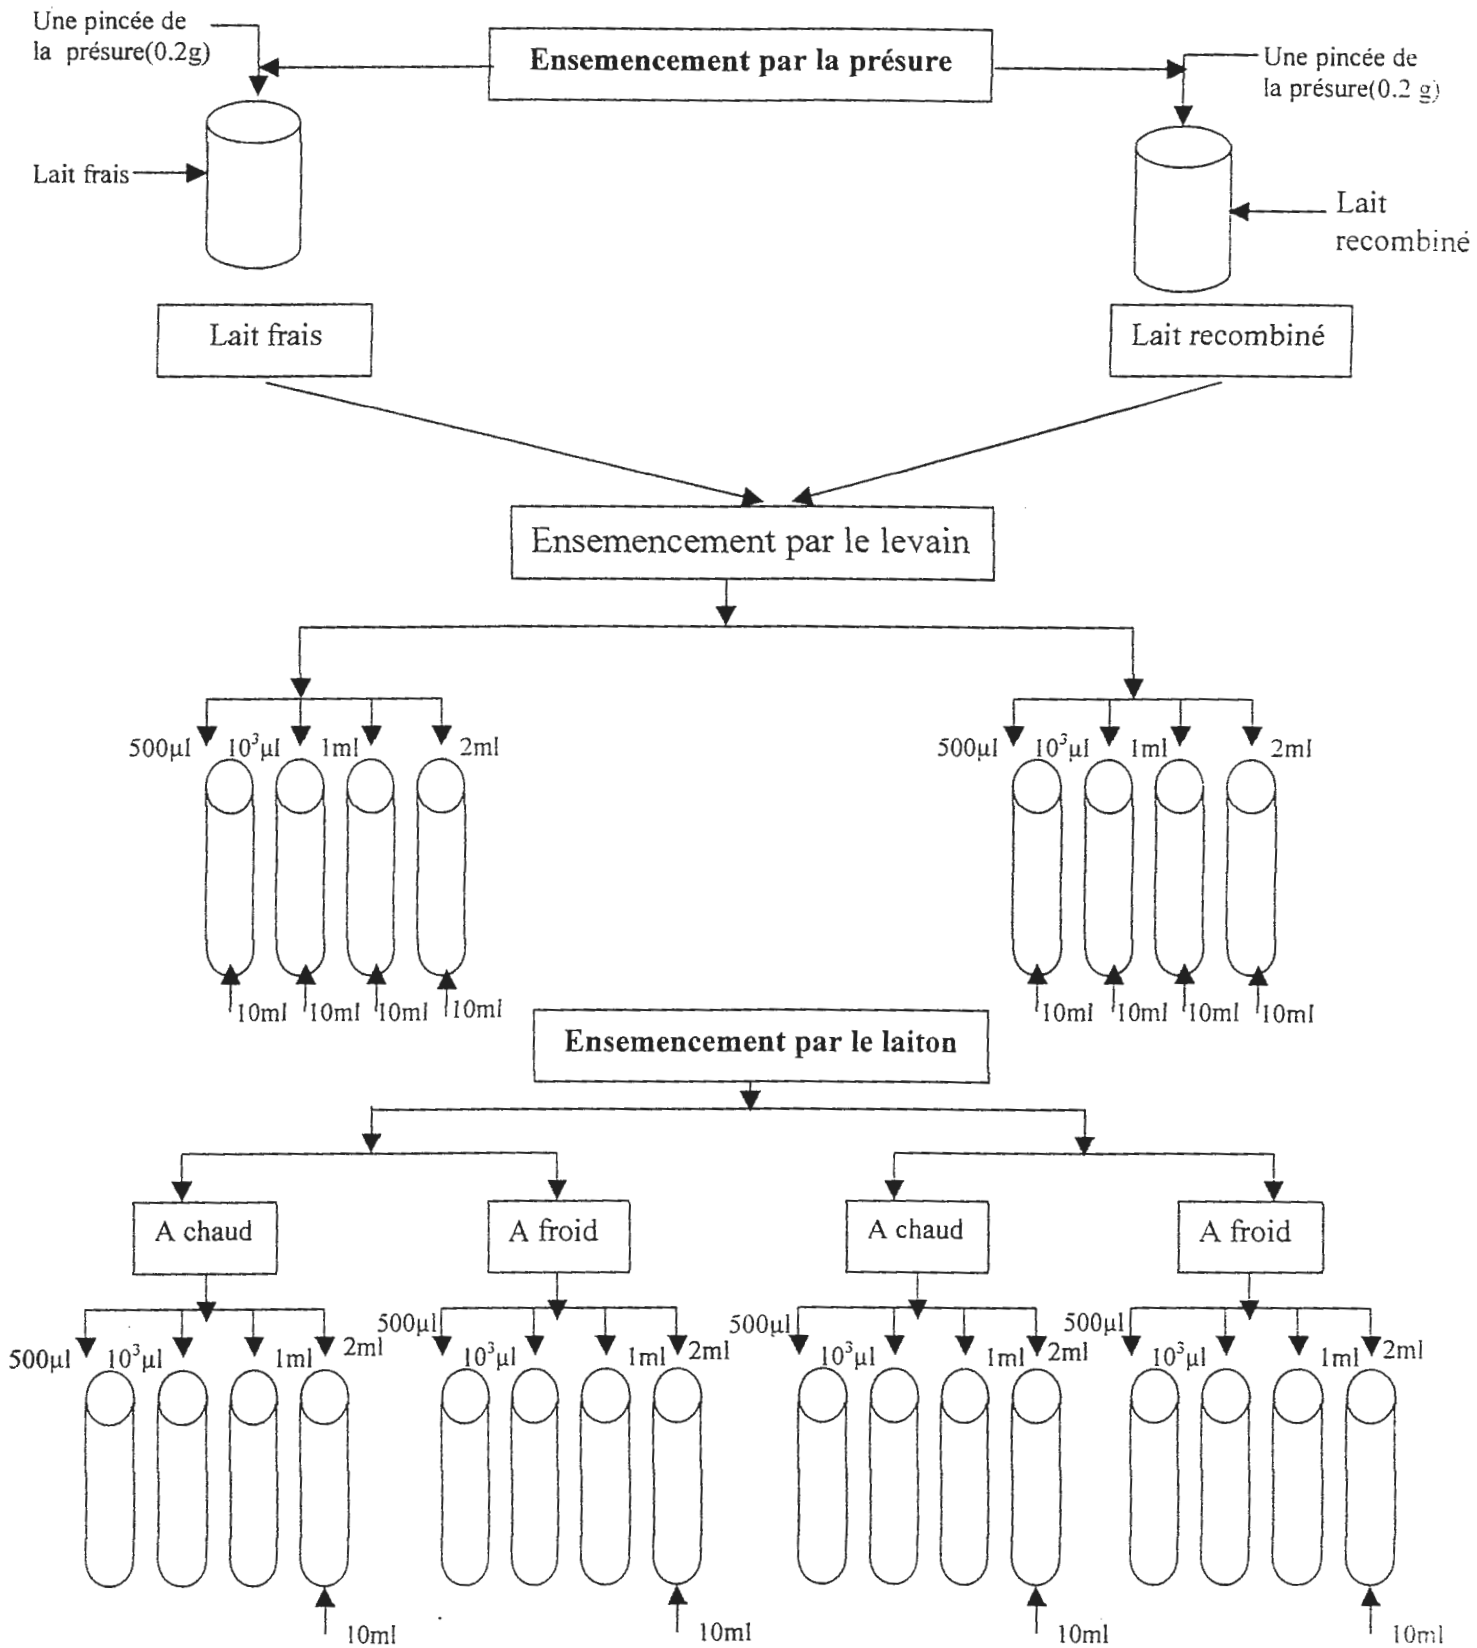 Une pincée de
la présure(0.2g)
Ensemencement par la présure
Une pincée de
la présure(0.2 g)
Lait frais
Lait
recombiné
Lait frais
Lait recombiné
Ensemencement par le levain
500µl 10³µl 1ml 2ml
500µl 10³µl 1ml 2ml
10ml 10ml 10ml 10ml
10ml 10ml 10ml 10ml
Ensemencement par le laiton
A chaud
A froid
A chaud
A froid
500µl 10³µl 1ml 2ml
500µl 10³µl 1ml 2ml
500µl 10³µl 1ml 2ml
500µl 10³µl 1ml 2ml
10ml
10ml
10ml
10ml